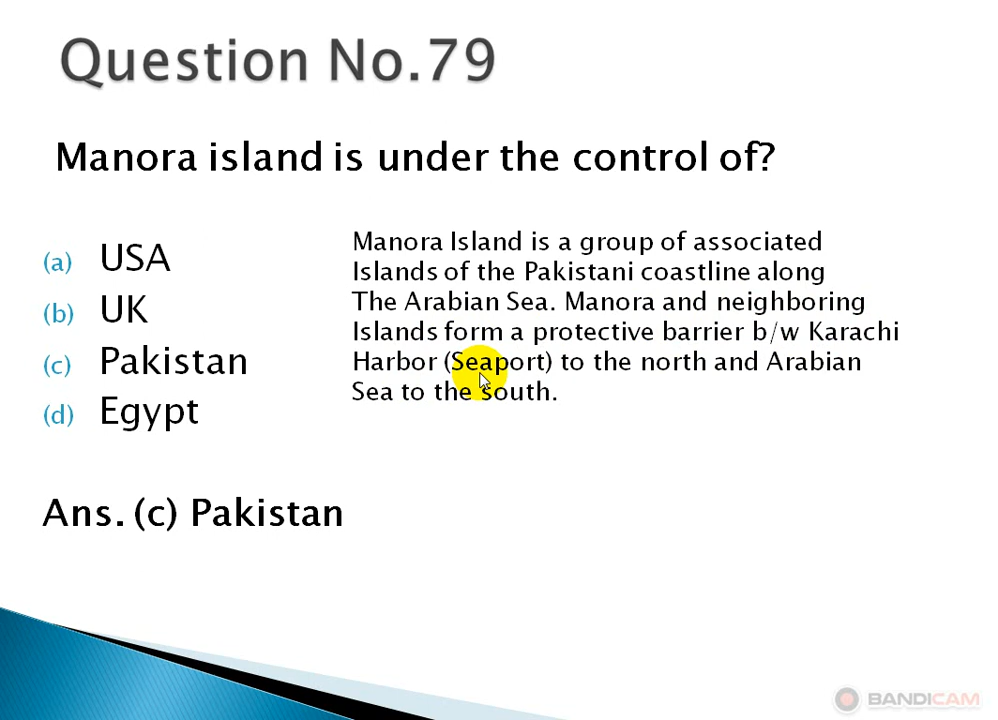 Question No.79
Manora island is under the control of?
(a) USA
(b) UK
(c) Pakistan
(d) Egypt
Manora Island is a group of associated
Islands of the Pakistani coastline along
The Arabian Sea. Manora and neighboring
Islands form a protective barrier b/w Karachi
Harbor (Seaport) to the north and Arabian
Sea to the south.
Ans. (c) Pakistan
BANDICAM